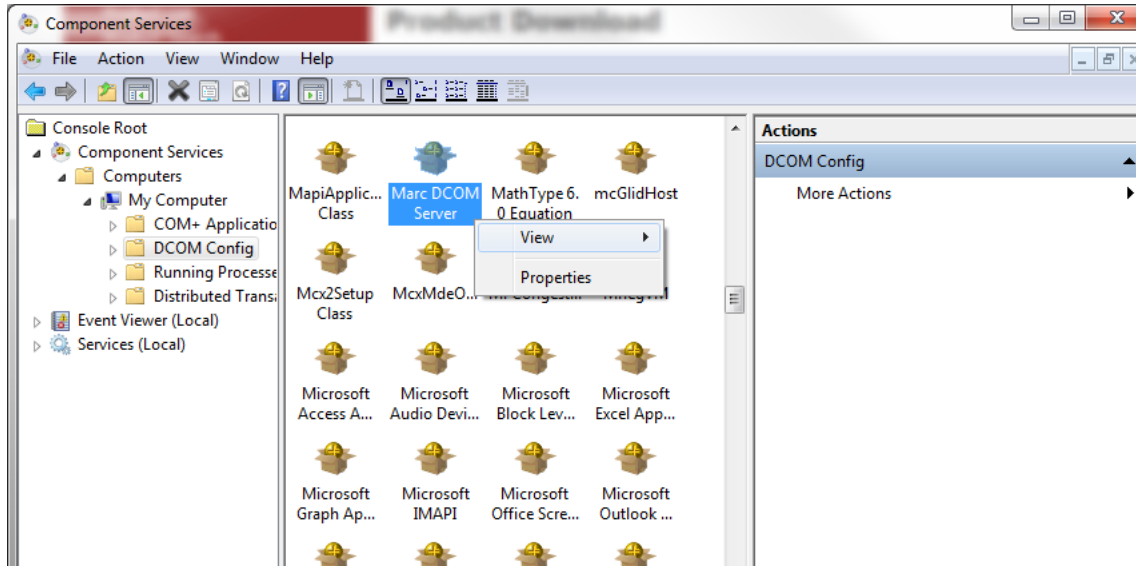 Component Services
Product Download
File Action View Window Help
Console Root
Component Services
Computers
My Computer
COM+ Applicatio
DCOM Config
Running Processe
Distributed Trans
Event Viewer (Local)
Services (Local)
MapiApplic... Marc DCOM MathType 6. mcGlidHost
Class Server 0 Equation
View
Properties
Mcx2Setup McxMdeO...
Class
Microsoft Microsoft Microsoft Microsoft
Access A... Audio Devi... Block Lev... Excel App...
Microsoft Microsoft Microsoft Microsoft
Graph Ap... IMAPI Office Scre... Outlook ...
Actions
DCOM Config
More Actions